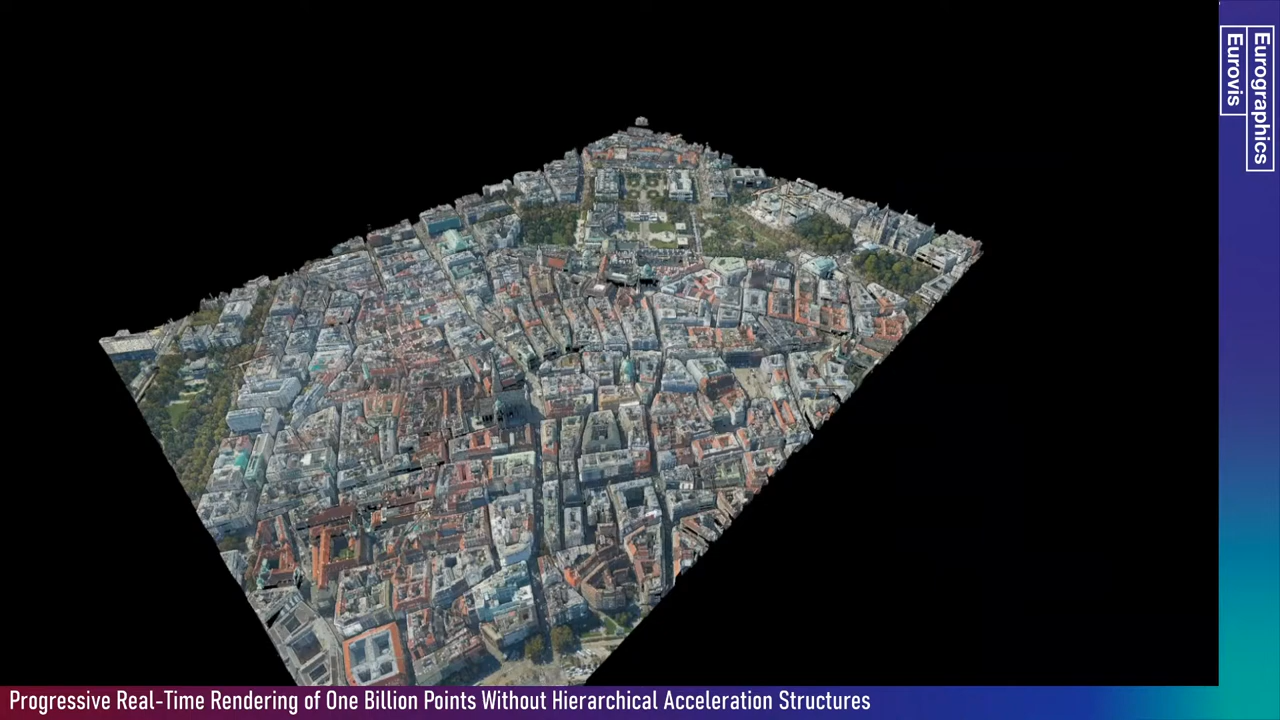 Eurographics
Eurovis
Progressive Real-Time Rendering of One Billion Points Without Hierarchical Acceleration Structures